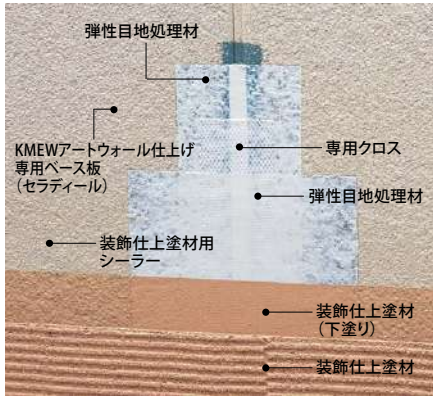 弾性目地処理材
KMEWアートウォール仕上げ
専用ベース板
(セラディール)
専用クロス
弾性目地処理材
装飾仕上塗材用
シーラー
装飾仕上塗材
(下塗り)
装飾仕上塗材